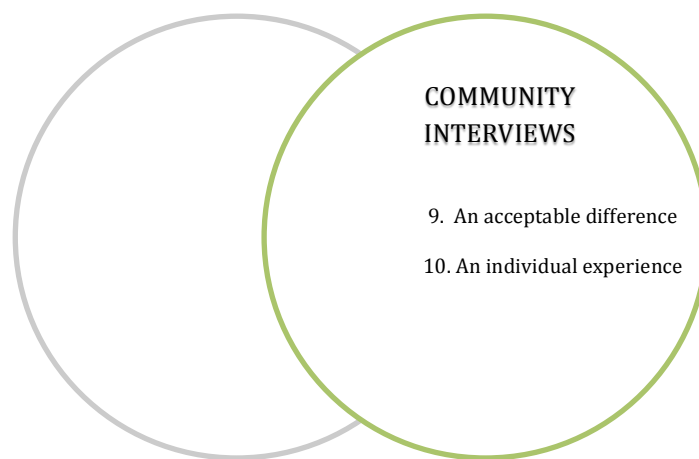 COMMUNITY
INTERVIEWS
9. An acceptable difference
10. An individual experience